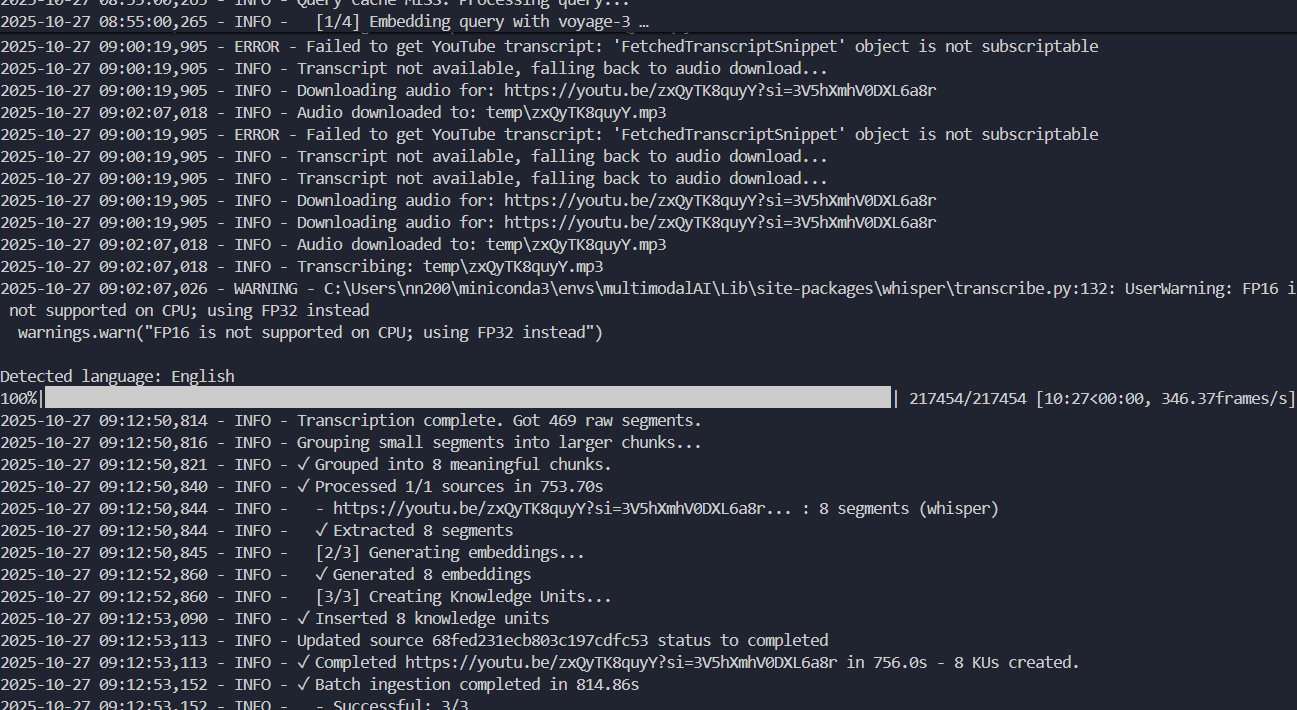 2025-10-27 08:55:00,265 - INFO - Query cache MISS. Processing query...
2025-10-27 08:55:00,265 - INFO -   [1/4] Embedding query with voyage-3 …
2025-10-27 09:00:19,905 - ERROR - Failed to get YouTube transcript: 'FetchedTranscriptSnippet' object is not subscriptable
2025-10-27 09:00:19,905 - INFO - Transcript not available, falling back to audio download...
2025-10-27 09:00:19,905 - INFO - Downloading audio for: https://youtu.be/zxQyTK8quyY?si=3V5hXmhV0DXL6a8r
2025-10-27 09:02:07,018 - INFO - Audio downloaded to: temp\zxQyTK8quyY.mp3
2025-10-27 09:00:19,905 - ERROR - Failed to get YouTube transcript: 'FetchedTranscriptSnippet' object is not subscriptable
2025-10-27 09:00:19,905 - INFO - Transcript not available, falling back to audio download...
2025-10-27 09:00:19,905 - INFO - Transcript not available, falling back to audio download...
2025-10-27 09:00:19,905 - INFO - Downloading audio for: https://youtu.be/zxQyTK8quyY?si=3V5hXmhV0DXL6a8r
2025-10-27 09:00:19,905 - INFO - Downloading audio for: https://youtu.be/zxQyTK8quyY?si=3V5hXmhV0DXL6a8r
2025-10-27 09:02:07,018 - INFO - Audio downloaded to: temp\zxQyTK8quyY.mp3
2025-10-27 09:02:07,018 - INFO - Transcribing: temp\zxQyTK8quyY.mp3
2025-10-27 09:02:07,026 - WARNING - C:\Users\nn200\miniconda3\envs\multimodalAI\Lib\site-packages\whisper\transcribe.py:132: UserWarning: FP16 i
not supported on CPU; using FP32 instead
  warnings.warn("FP16 is not supported on CPU; using FP32 instead")
Detected language: English
100%| | 217454/217454 [10:27<00:00, 346.37frames/s]
2025-10-27 09:12:50,814 - INFO - Transcription complete. Got 469 raw segments.
2025-10-27 09:12:50,816 - INFO - Grouping small segments into larger chunks...
2025-10-27 09:12:50,821 - INFO - ✓ Grouped into 8 meaningful chunks.
2025-10-27 09:12:50,840 - INFO - ✓ Processed 1/1 sources in 753.70s
2025-10-27 09:12:50,844 - INFO -   - https://youtu.be/zxQyTK8quyY?si=3V5hXmhV0DXL6a8r... : 8 segments (whisper)
2025-10-27 09:12:50,844 - INFO -   ✓ Extracted 8 segments
2025-10-27 09:12:50,845 - INFO -   [2/3] Generating embeddings...
2025-10-27 09:12:52,860 - INFO -   ✓ Generated 8 embeddings
2025-10-27 09:12:52,860 - INFO -   [3/3] Creating Knowledge Units...
2025-10-27 09:12:53,090 - INFO - ✓ Inserted 8 knowledge units
2025-10-27 09:12:53,113 - INFO - Updated source 68fed231ecb803c197cdfc53 status to completed
2025-10-27 09:12:53,113 - INFO - ✓ Completed https://youtu.be/zxQyTK8quyY?si=3V5hXmhV0DXL6a8r in 756.0s - 8 KUs created.
2025-10-27 09:12:53,152 - INFO - ✓ Batch ingestion completed in 814.86s
2025-10-27 09:12:53,152 - INFO -   - Successful: 3/3